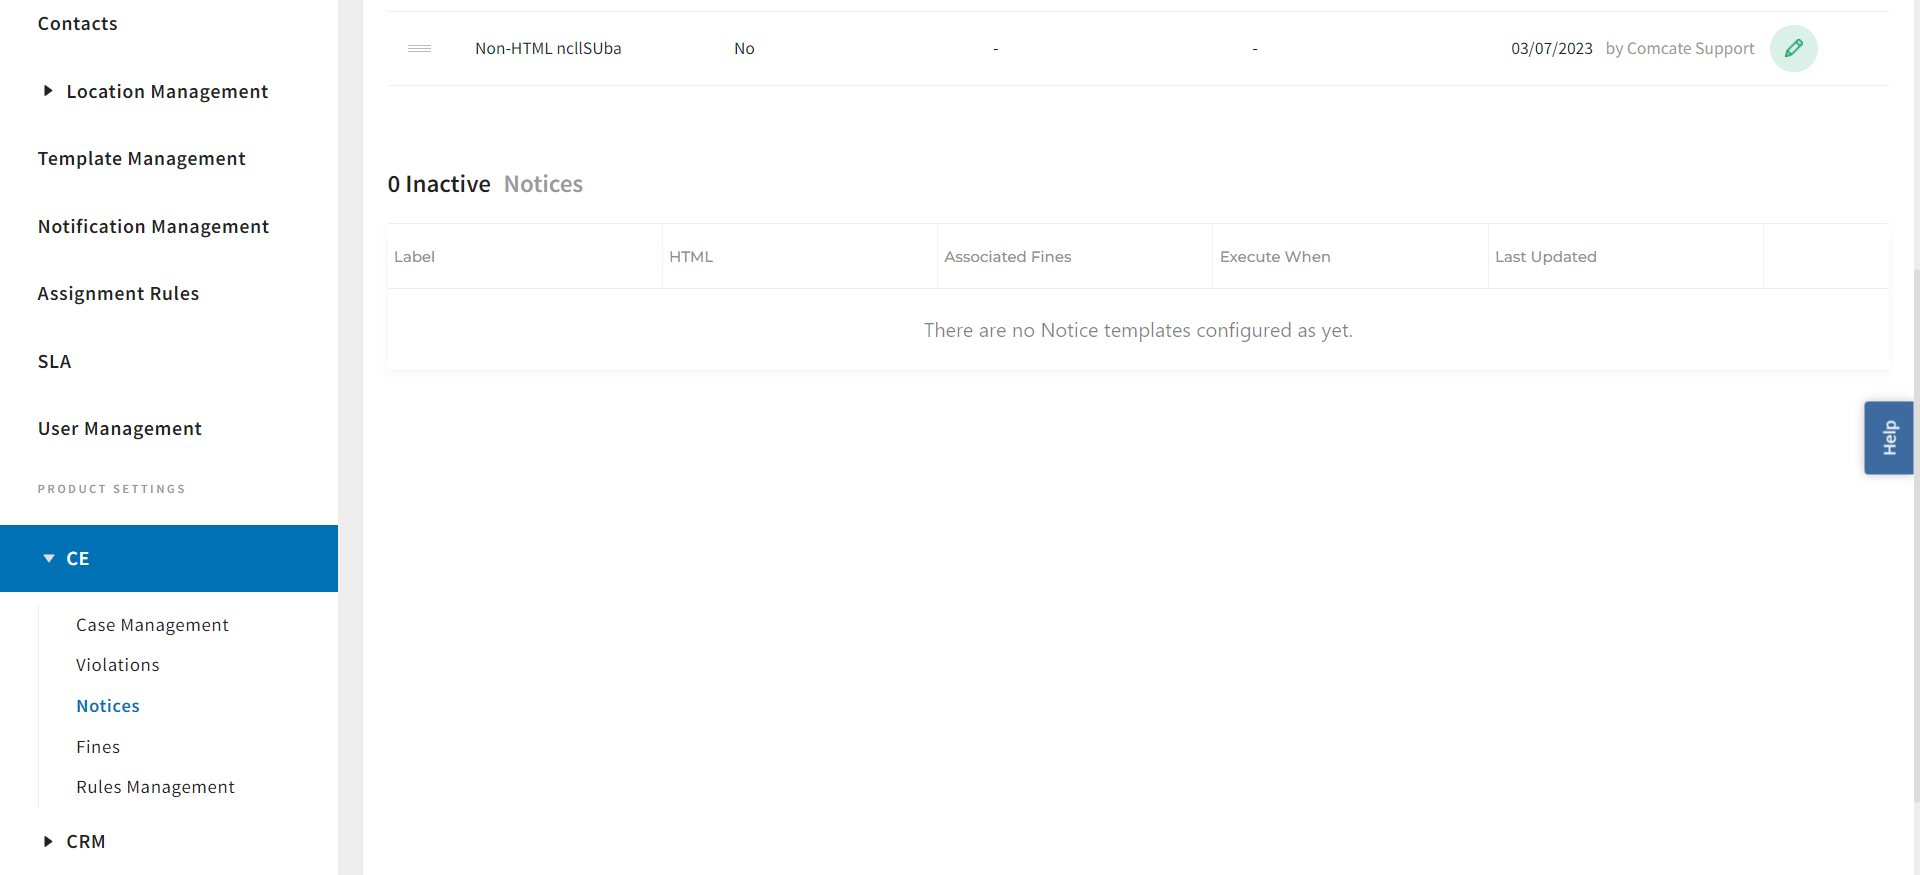 Contacts
Location Management
Template Management
Notification Management
Assignment Rules
SLA
User Management
PRODUCT SETTINGS
CE
Case Management
Violations
Notices
Fines
Rules Management
CRM
Non-HTML ncllSUba No - - 03/07/2023 by Comcate Support
0 Inactive Notices
Label HTML Associated Fines Execute When Last Updated
There are no Notice templates configured as yet.
Help